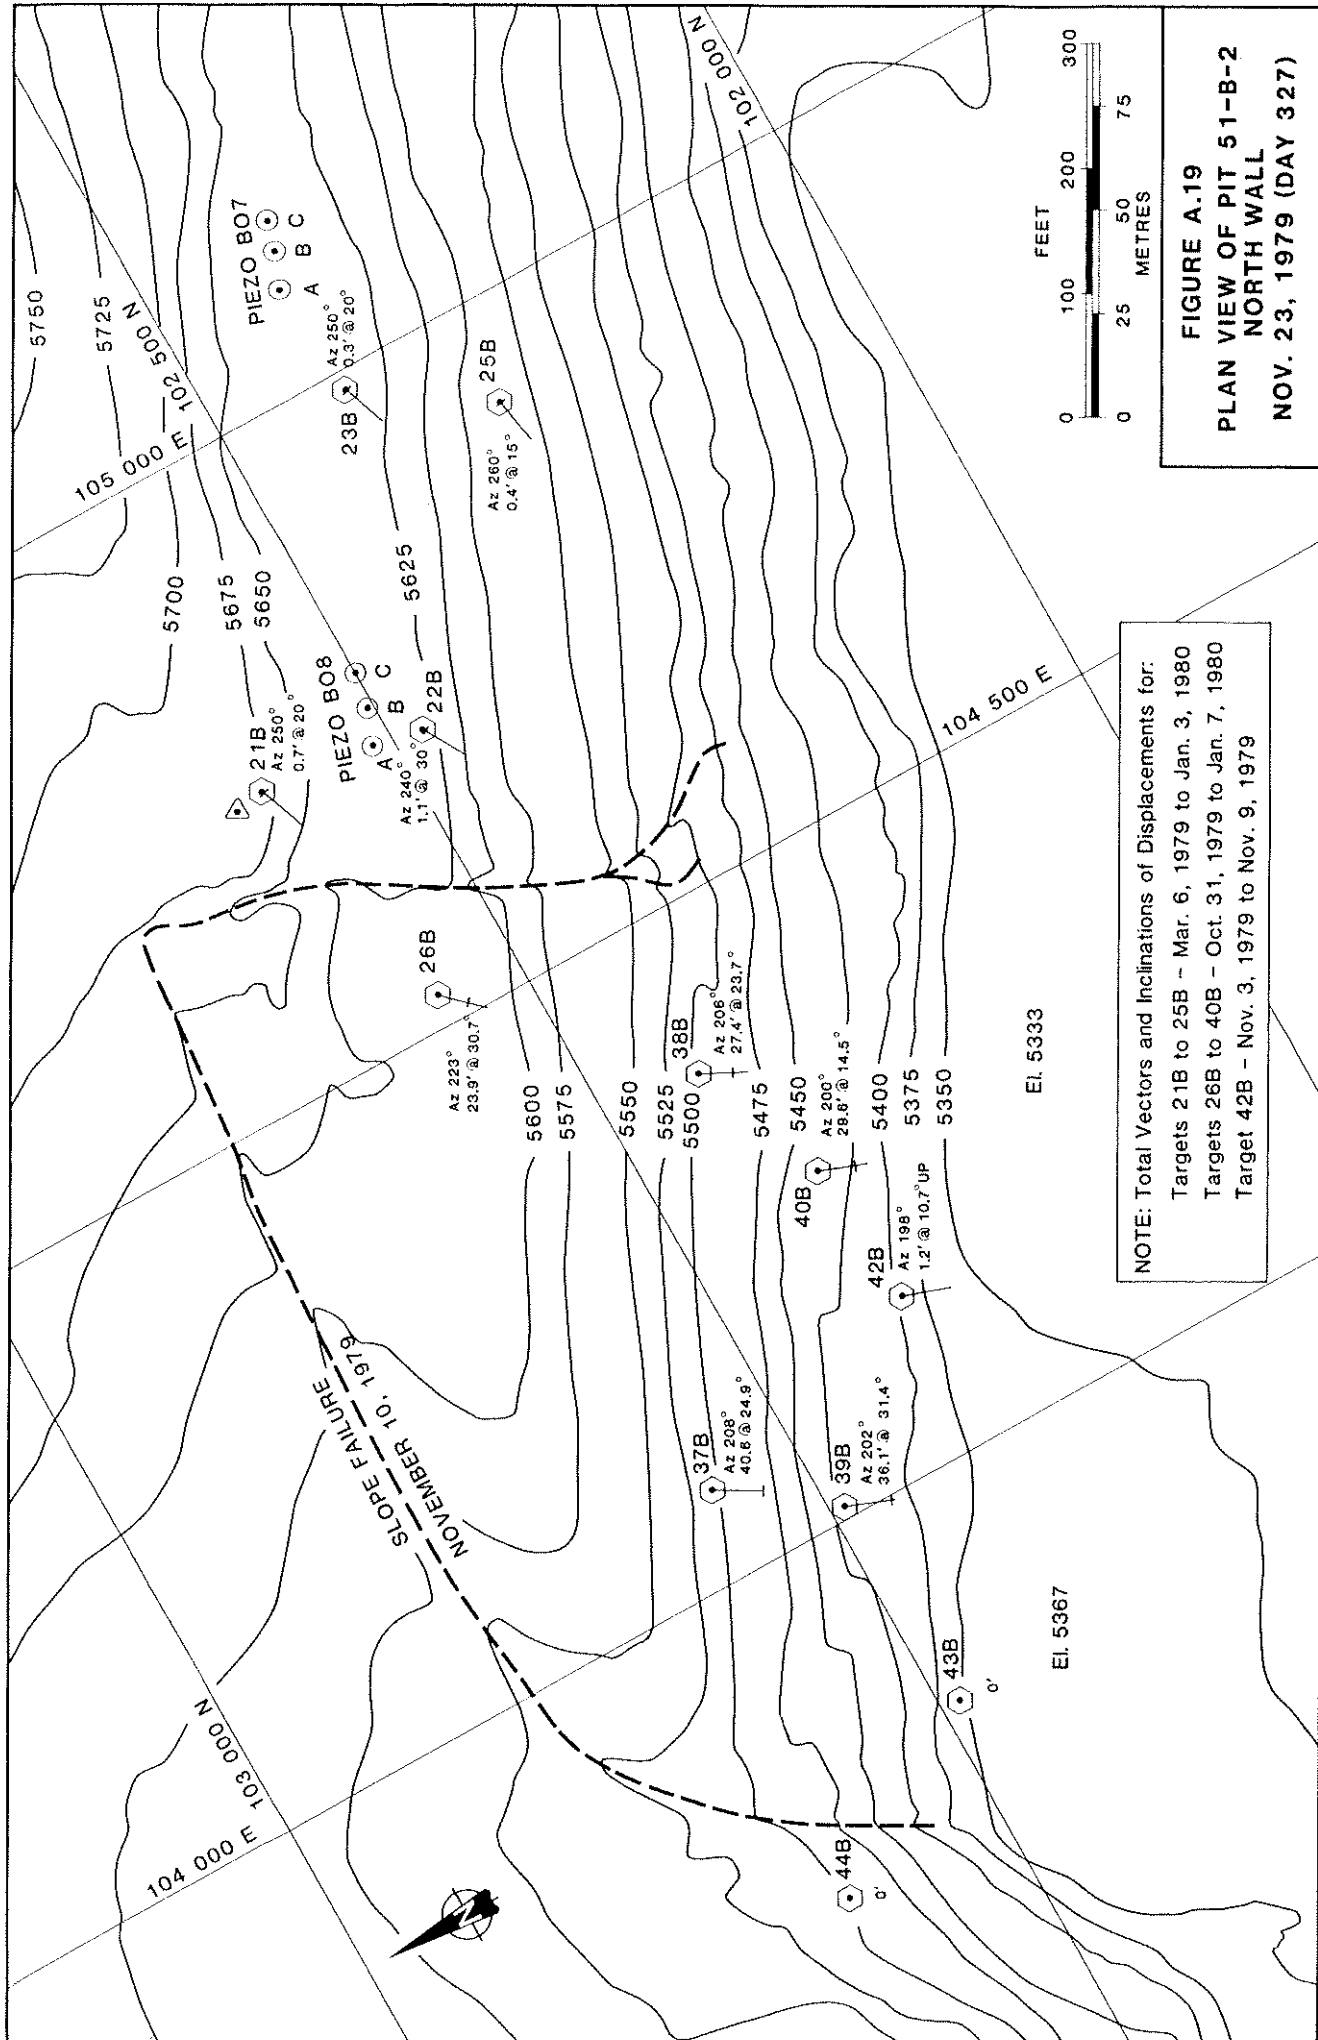 5750
5725
5700
5675
5650
5625
105 000 E
102 500 N
102 000 N
PIEZO BO7
A
B
C
23B
Az 250°
0.3' @ 20°
25B
Az 260°
0.4' @ 15°
21B
Az 250°
0.7' @ 20°
PIEZO BO8
A
B
C
22B
Az 240°
1.1' @ 30°
26B
Az 223°
23.9' @ 30.7°
5600
5575
5550
5525
5500
5475
5450
5400
5375
5350
38B
Az 206°
27.4' @ 23.7°
40B
Az 200°
29.6' @ 14.5°
42B
Az 198°
1.2' @ 10.7° UP
37B
Az 208°
40.6 @ 24.9°
39B
Az 202°
36.1' @ 31.4°
43B
0'
44B
0'
SLOPE FAILURE
NOVEMBER 10, 1979
104 500 E
103 000 N
104 000 E
N
El. 5333
El. 5367
NOTE: Total Vectors and Inclinations of Displacements for:
Targets 21B to 25B – Mar. 6, 1979 to Jan. 3, 1980
Targets 26B to 40B – Oct. 31, 1979 to Jan. 7, 1980
Target 42B – Nov. 3, 1979 to Nov. 9, 1979
FEET
0 100 200 300
0 25 50 75
METRES
FIGURE A.19
PLAN VIEW OF PIT 51-B-2
NORTH WALL
NOV. 23, 1979 (DAY 327)